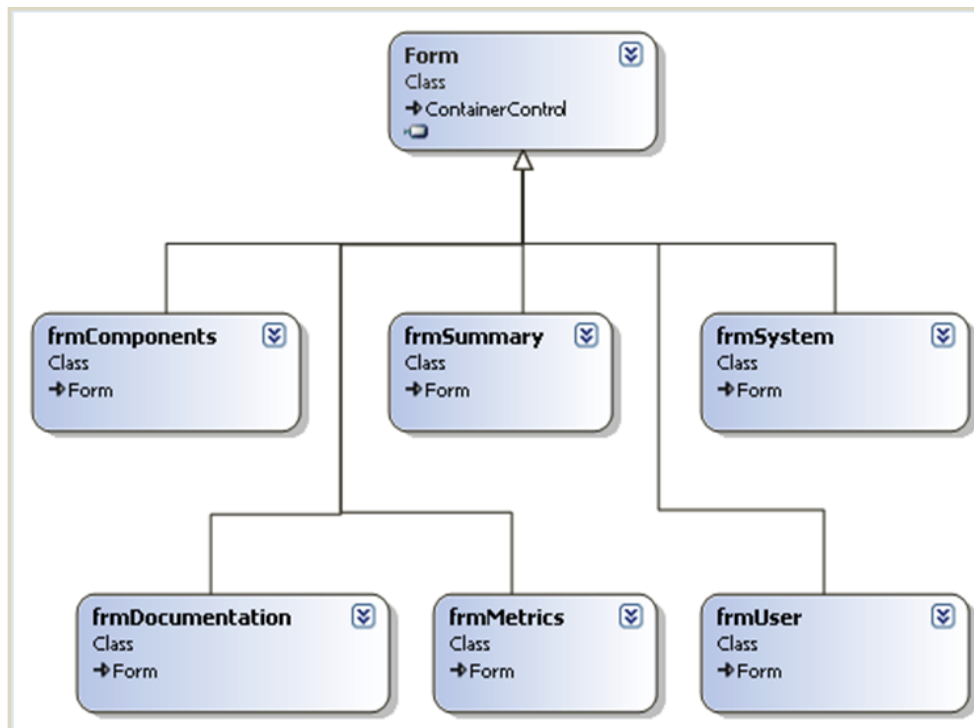 Form
Class
ContainerControl
frmComponents
Class
Form
frmSummary
Class
Form
frmSystem
Class
Form
frmDocumentation
Class
Form
frmMetrics
Class
Form
frmUser
Class
Form